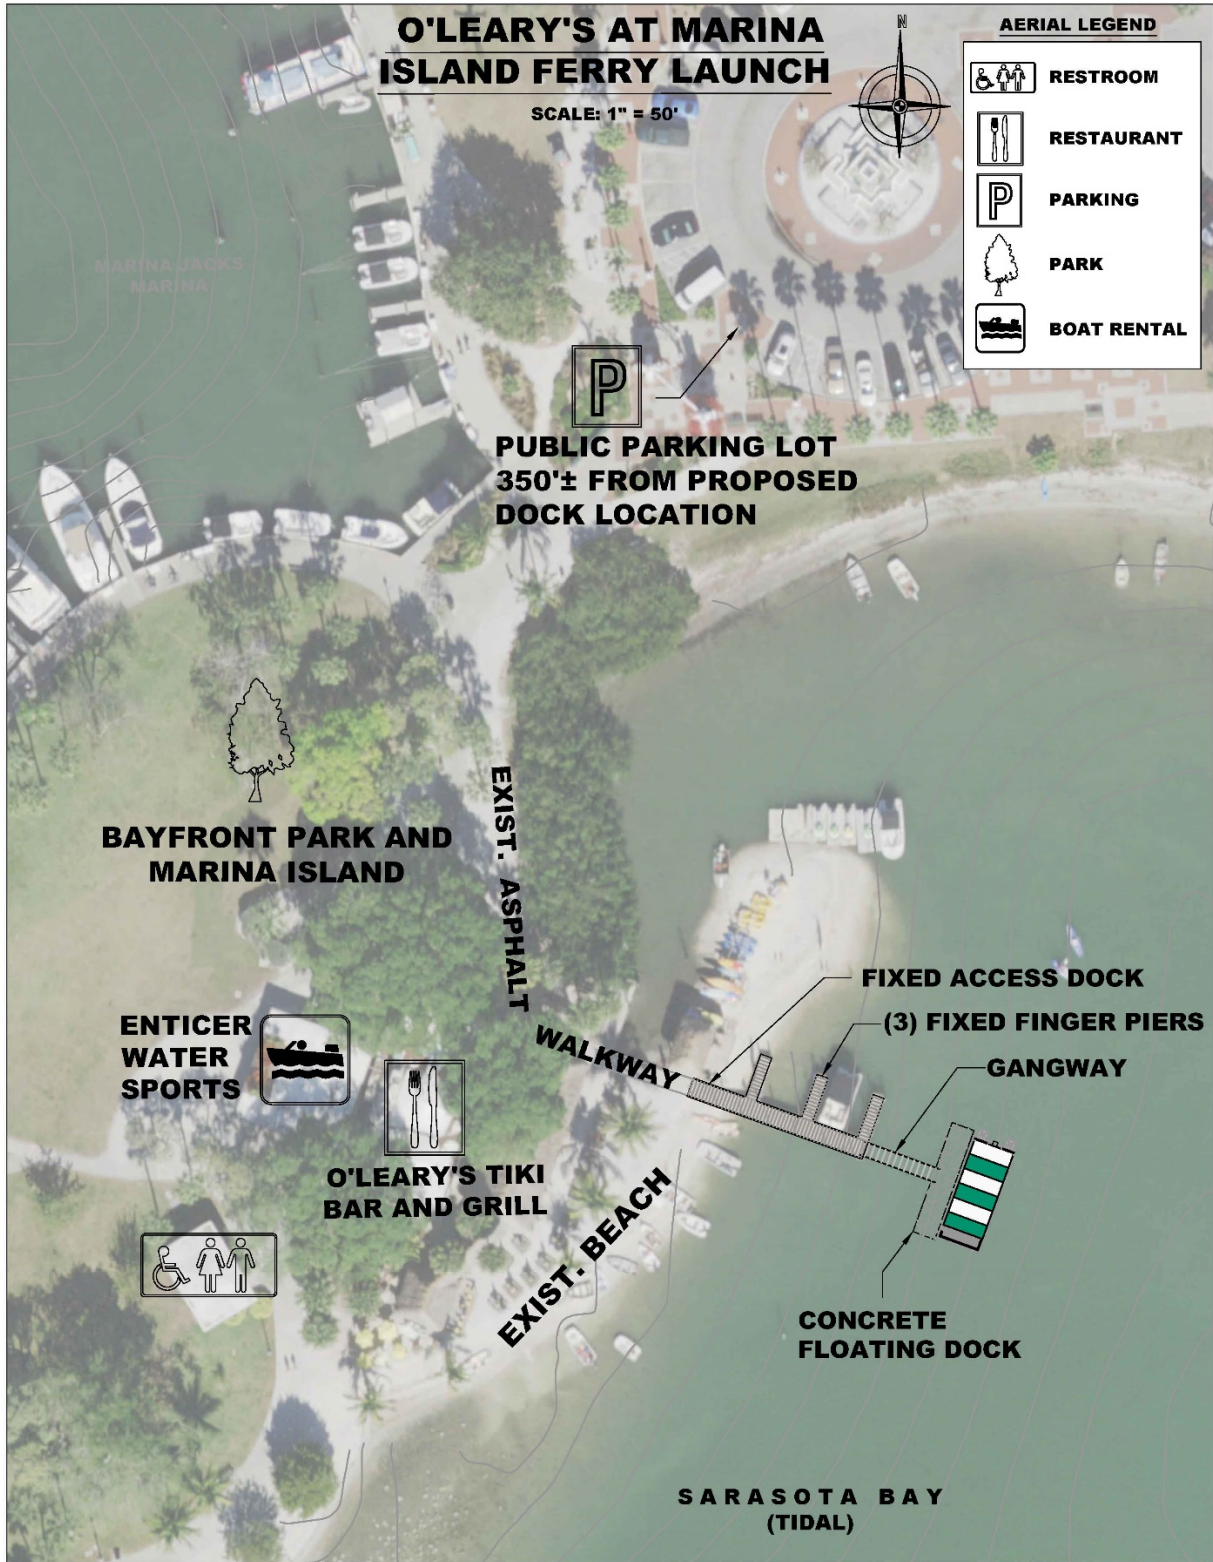 O'LEARY'S AT MARINA
ISLAND FERRY LAUNCH
SCALE: 1" = 50'
N
AERIAL LEGEND
RESTROOM
RESTAURANT
P
PARKING
PARK
BOAT RENTAL
MARINA JACKS
MARINA
P
PUBLIC PARKING LOT
350'± FROM PROPOSED
DOCK LOCATION
BAYFRONT PARK AND
MARINA ISLAND
EXIST. ASPHALT
WALKWAY
FIXED ACCESS DOCK
(3) FIXED FINGER PIERS
GANGWAY
ENTICER
WATER
SPORTS
O'LEARY'S TIKI
BAR AND GRILL
EXIST. BEACH
CONCRETE
FLOATING DOCK
SARASOTA BAY
(TIDAL)